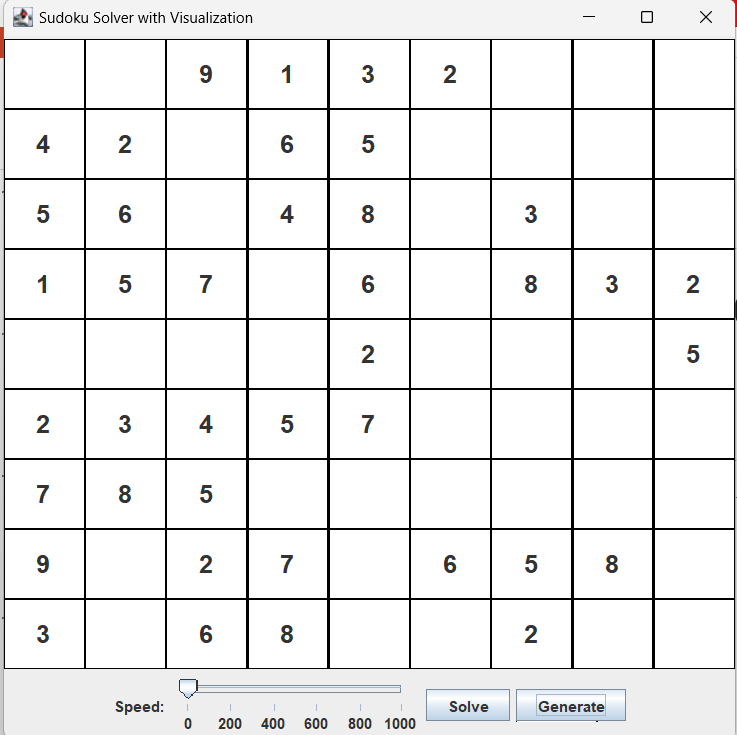 Sudoku Solver with Visualization
9 1 3 2
4 2 6 5
5 6 4 8 3
1 5 7 6 8 3 2
2 5
2 3 4 5 7
7 8 5
9 2 7 6 5 8
3 6 8 2
Speed: Solve Generate
0 200 400 600 800 1000